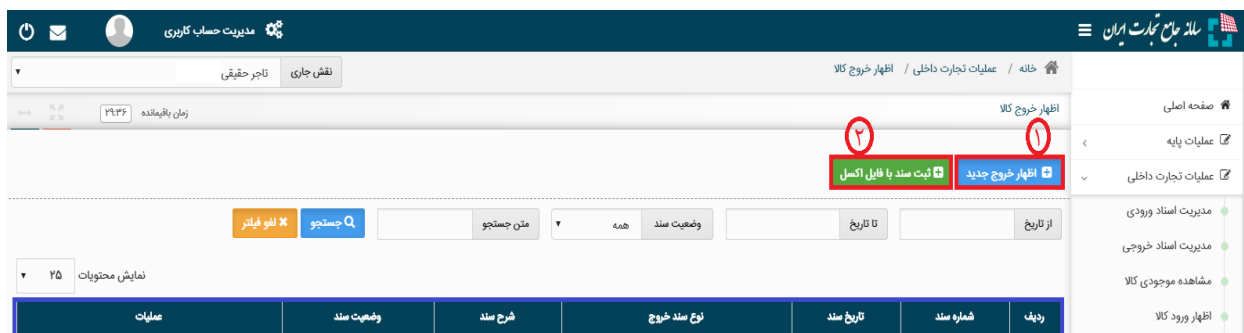 سامانه جامع تجارت ایران
مدیریت حساب کاربری
خانه / عملیات تجارت داخلی / اظهار خروج کالا
نقش جاری تاجر حقیقی
صفحه اصلی
اظهار خروج کالا
زمان باقیمانده ۲۹:۳۶
عملیات پایه
۱ ۲
عملیات تجارت داخلی
اظهار خروج جدید ثبت سند با فایل اکسل
مدیریت اسناد ورودی
از تاریخ تا تاریخ وضعیت سند همه متن جستجو جستجو لغو فیلتر
مدیریت اسناد خروجی
مشاهده موجودی کالا
نمایش محتویات ۲۵
اظهار ورود کالا
ردیف شماره سند تاریخ سند نوع سند خروج شرح سند وضعیت سند عملیات